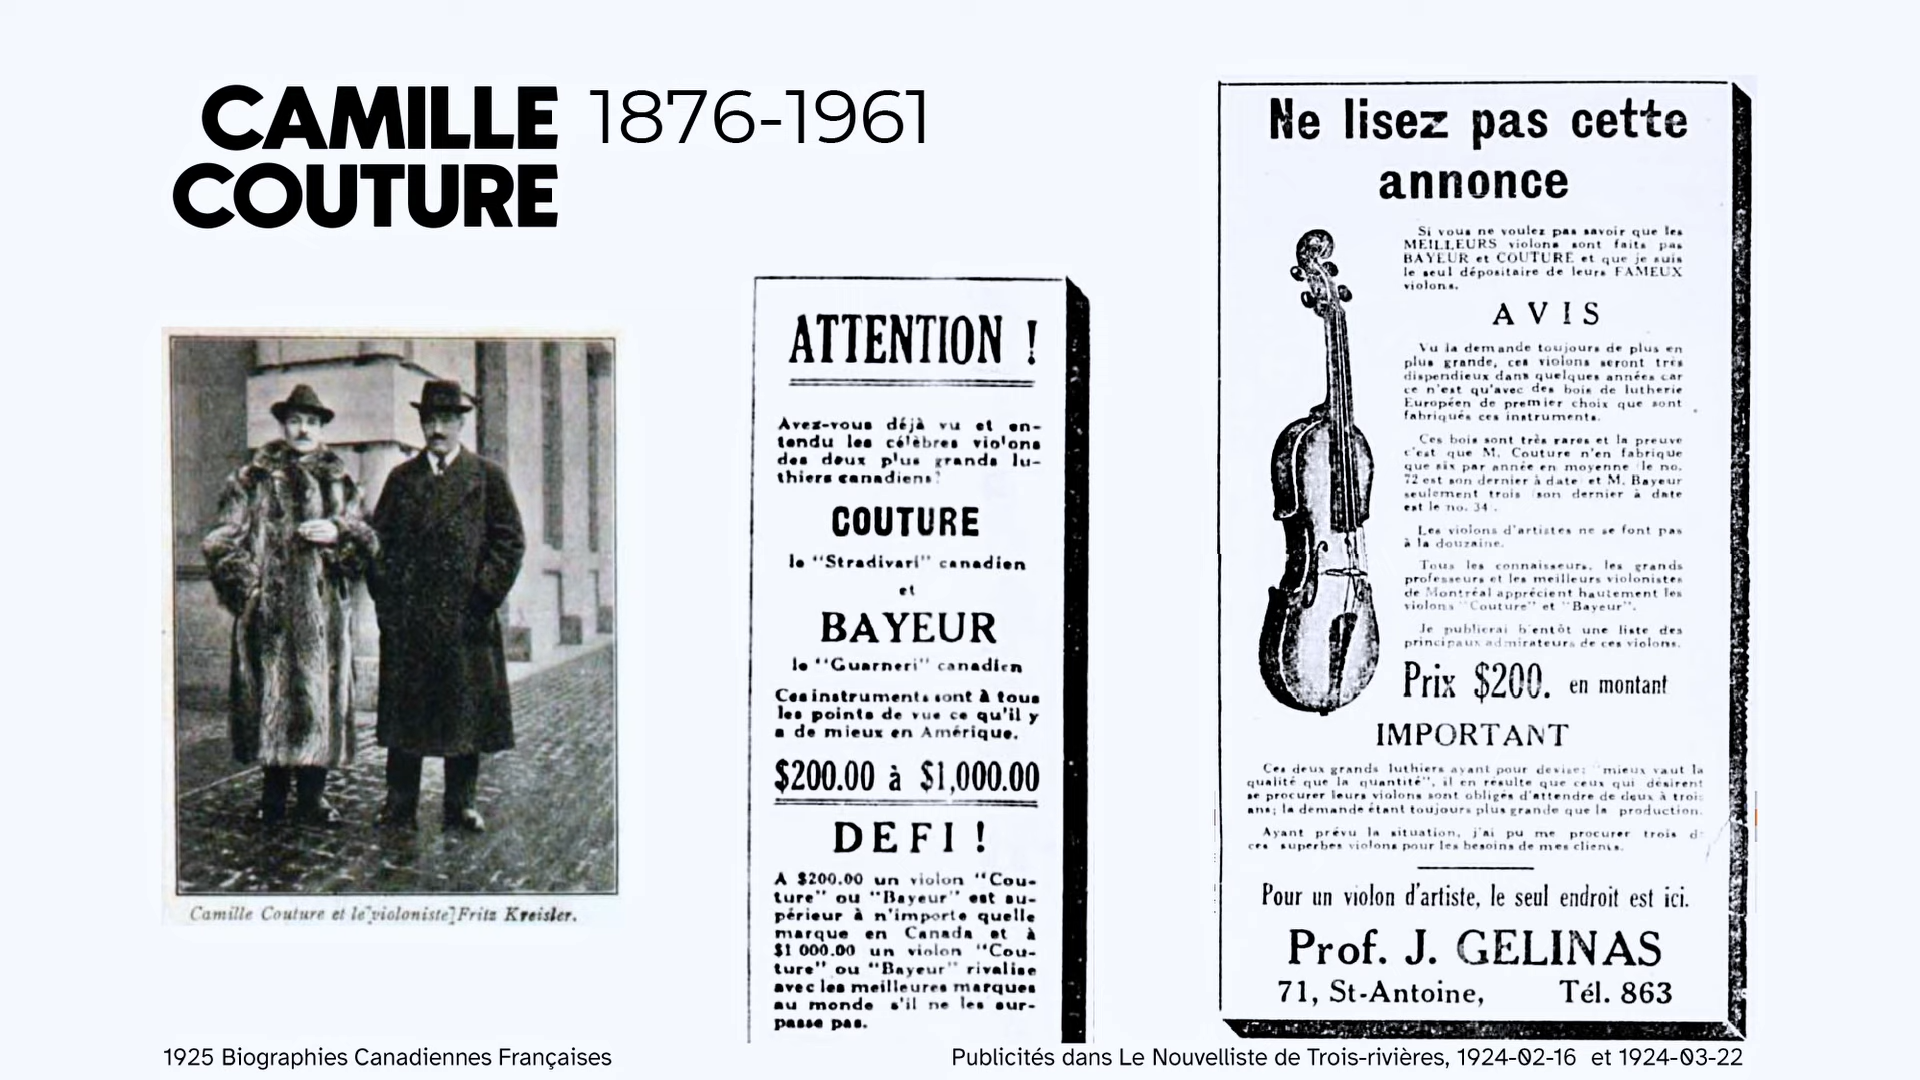 CAMILLE 1876-1961
COUTURE
Camille Couture et le violoniste Fritz Kreisler.
1925 Biographies Canadiennes Françaises
ATTENTION !
Avez-vous déjà vu et en-
tendu les célèbres violons
des deux plus grands lu-
thiers canadiens?
COUTURE
le "Stradivari" canadien
et
BAYEUR
le "Guarneri" canadien
Ces instruments sont à tous
les points de vue ce qu'il y
a de mieux en Amérique.
$200.00 à $1,000.00
DEFI !
A $200.00 un violon "Cou-
ture" ou "Bayeur" est su-
périeur à n'importe quelle
marque en Canada et à
$1 000.00 un violon "Cou-
ture" ou "Bayeur" rivalise
avec les meilleures marques
au monde s'il ne les sur-
passe pas.
Ne lisez pas cette
annonce
Si vous ne voulez pas savoir que les
MEILLEURS violons sont faits pas
BAYEUR et COUTURE et que je suis
le seul dépositaire de leurs FAMEUX
violons.
AVIS
Vu la demande toujours de plus en
plus grande, ces violons seront très
dispendieux dans quelques années car
ce n'est qu'avec des bois de lutherie
Européen de premier choix que sont
fabriqués ces instruments.
Ces bois sont très rares et la preuve
c'est que M. Couture n'en fabrique
que six par année en moyenne le no.
72 est son dernier à date et M. Bayeur
seulement trois son dernier à date
est le no. 34.
Les violons d'artistes ne se font pas
à la douzaine.
Tous les connaisseurs, les grands
professeurs et les meilleurs violonistes
de Montréal apprécient hautement les
violons "Couture" et "Bayeur".
Je publierai bientôt une liste des
principaux admirateurs de ces violons.
Prix $200. en montant
IMPORTANT
Ces deux grands luthiers ayant pour devise: "mieux vaut la
qualité que la quantité", il en résulte que ceux qui désirent
se procurer leurs violons sont obligés d'attendre de deux à trois
ans; la demande étant toujours plus grande que la production.
Ayant prévu la situation, j'ai pu me procurer trois d
ces superbes violons pour les besoins de mes clients.
Pour un violon d'artiste, le seul endroit est ici.
Prof. J. GELINAS
71, St-Antoine, Tél. 863
Publicités dans Le Nouvelliste de Trois-rivières, 1924-02-16 et 1924-03-22